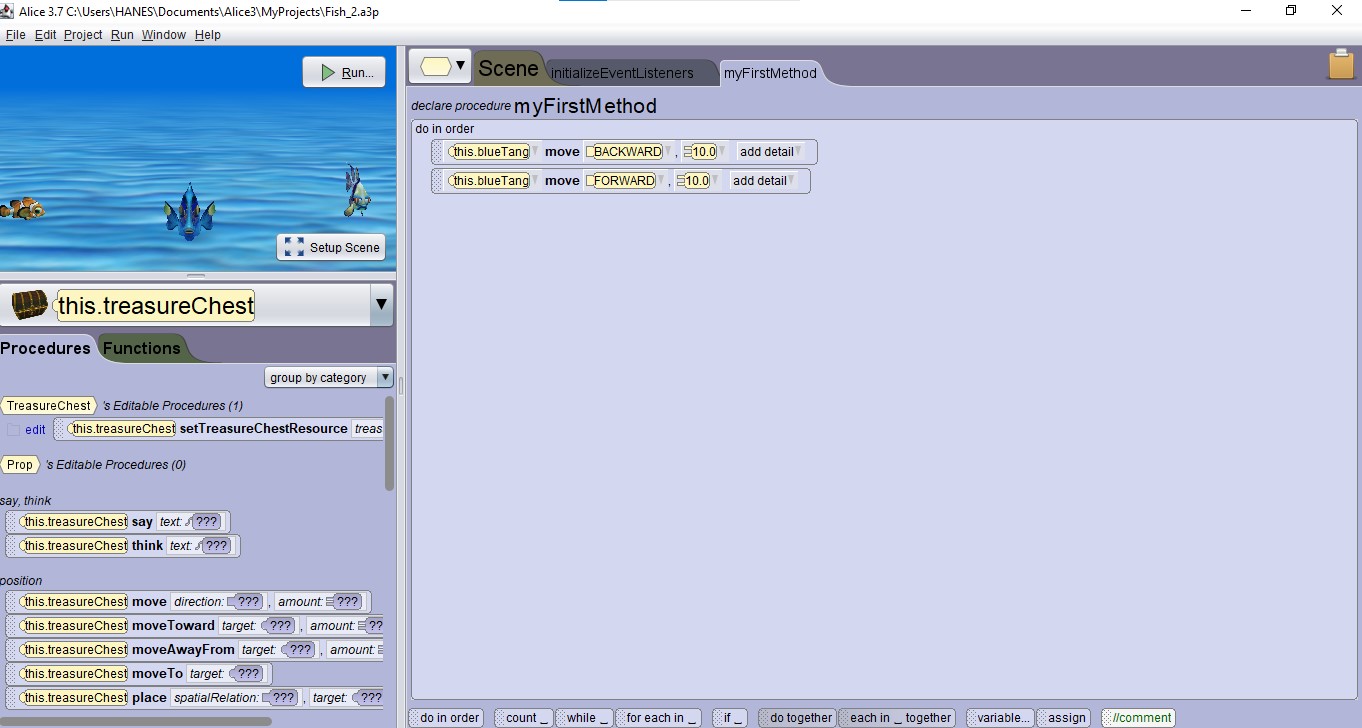 Alice 3.7 C:\Users\HANES\Documents\Alice3\MyProjects\Fish_2.a3p
File Edit Project Run Window Help
Run...
Setup Scene
this.treasureChest
Procedures Functions
group by category
TreasureChest 's Editable Procedures (1)
edit this.treasureChest setTreasureChestResource treas
Prop 's Editable Procedures (0)
say, think
this.treasureChest say text: ???
this.treasureChest think text: ???
position
this.treasureChest move direction: ??? , amount: ???
this.treasureChest moveToward target: ??? , amount: ??
this.treasureChest moveAwayFrom target: ??? , amount:
this.treasureChest moveTo target: ???
this.treasureChest place spatialRelation: ??? , target: ???
Scene initializeEventListeners myFirstMethod
declare procedure myFirstMethod
do in order
this.blueTang move BACKWARD , 10.0 add detail
this.blueTang move FORWARD , 10.0 add detail
do in order count _ while _ for each in _ if _ do together each in _ together variable... assign //comment